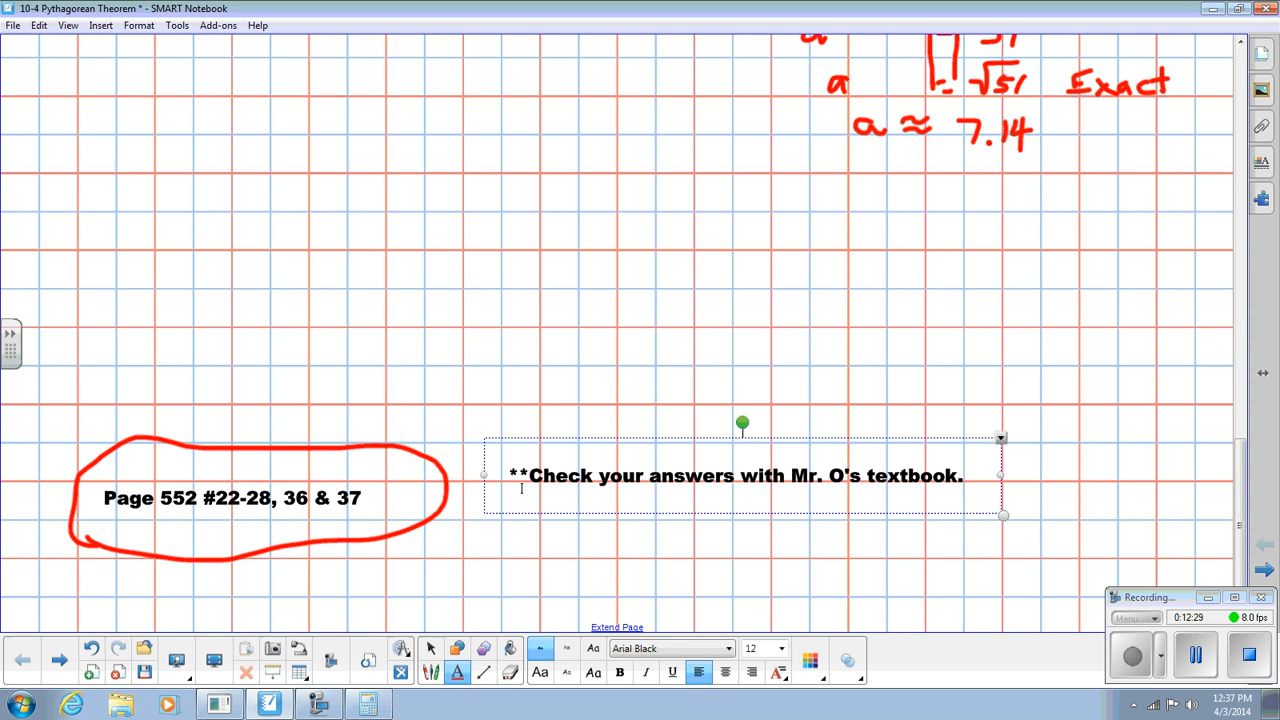 10-4 Pythagorean Theorem * - SMART Notebook
File Edit View Insert Format Tools Add-ons Help
a 51
a = √51 Exact
a ≈ 7.14
**Check your answers with Mr. O's textbook.
Page 552 #22-28, 36 & 37
Extend Page
Recording...
Menu 0:12:29 8.0 fps
Arial Black 12
12:37 PM
4/3/2014